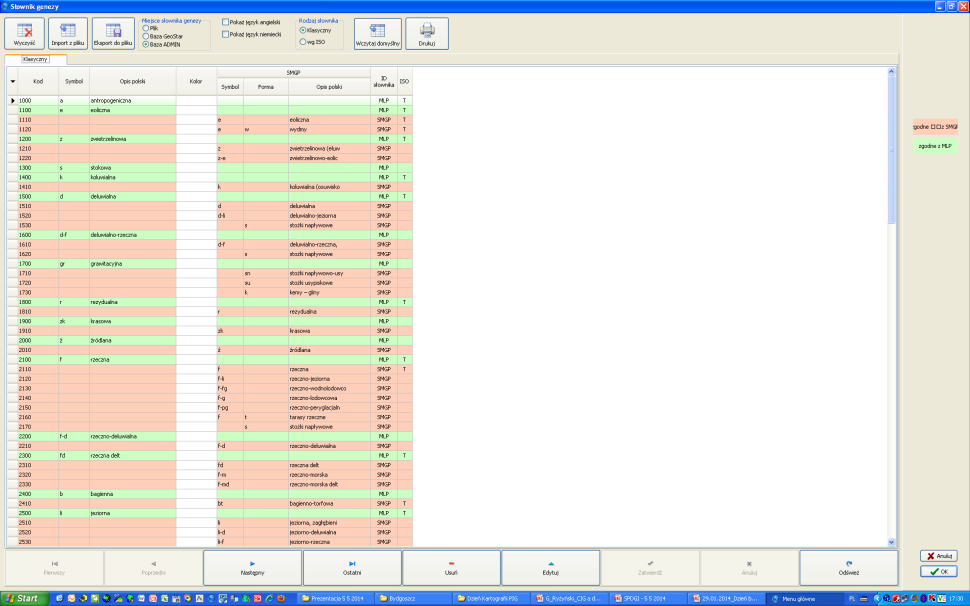 Słownik genezy
Wyczyść Import z pliku Eksport do pliku
Miejsce słownika genezy
Plik
Baza GeoStar
Baza ADMIN
Pokaż język angielski
Pokaż język niemiecki
Rodzaj słownika
Klasyczny
wg ISO
Wczytaj domyślny Drukuj
Klasyczny
Kod Symbol Opis polski Kolor SMGP ID słownika ISO
Symbol Forma Opis polski
1000 a antropogeniczna MLP T
1100 e eoliczna MLP T
1110 e eoliczna SMGP T
1120 e w wydmy SMGP T
1200 z zwietrzelinowa MLP T
1210 z zwietrzelinowa (eluw SMGP
1220 z-e zwietrzelinowo-eolic SMGP
1300 s stokowa MLP
1400 k koluwialna MLP T
1410 k koluwialna (osuwisko SMGP
1500 d deluwialna MLP T
1510 d deluwialna SMGP
1520 d-li deluwialno-jeziorna SMGP
1530 s stożki napływowe SMGP
1600 d-f deluwialno-rzeczna MLP
1610 d-f deluwialno-rzeczna, SMGP
1620 s stożki napływowe SMGP
1700 gr grawitacyjna MLP
1710 sn stożki napływowo-usy SMGP
1720 su stożki usypiskowe SMGP
1730 k kemy – gliny SMGP
1800 r rezydualna MLP T
1810 r rezydualna SMGP
1900 zk krasowa MLP
1910 zk krasowa SMGP
2000 ź źródlana MLP
2010 ź źródlana SMGP
2100 f rzeczna MLP T
2110 f rzeczna SMGP T
2120 f-li rzeczno-jeziorna SMGP
2130 f-fg rzeczno-wodnolodowco SMGP
2140 f-g rzeczno-lodowcowa SMGP
2150 f-pg rzeczno-peryglacjaln SMGP
2160 f t tarasy rzeczne SMGP
2170 s stożki napływowe SMGP
2200 f-d rzeczno-deluwialna MLP
2210 f-d rzeczno-deluwialna SMGP
2300 fd rzeczna delt MLP T
2310 fd rzeczna delt SMGP
2320 f-m rzeczno-morska SMGP
2330 f-md rzeczno-morska delt SMGP
2400 b bagienna MLP
2410 bt bagienno-torfowa SMGP T
2500 li jeziorna MLP T
2510 li jeziorna, zagłębieni SMGP
2520 li-d jeziorno-deluwialna SMGP
2530 li-f jeziorno-rzeczna SMGP
zgodne z MLP
Pierwszy Poprzedni Następny Ostatni Usuń Edytuj Zatwierdź Anuluj Odśwież
Anuluj
OK
Start Prezentacja 5 5 2014 Bydgoszcz Dzień Kartografii PIG G_Ryżyński_CIG a d... SPDGI - 5 5 2014 29.01.2014_Dzień b... Menu główne PL 17:30